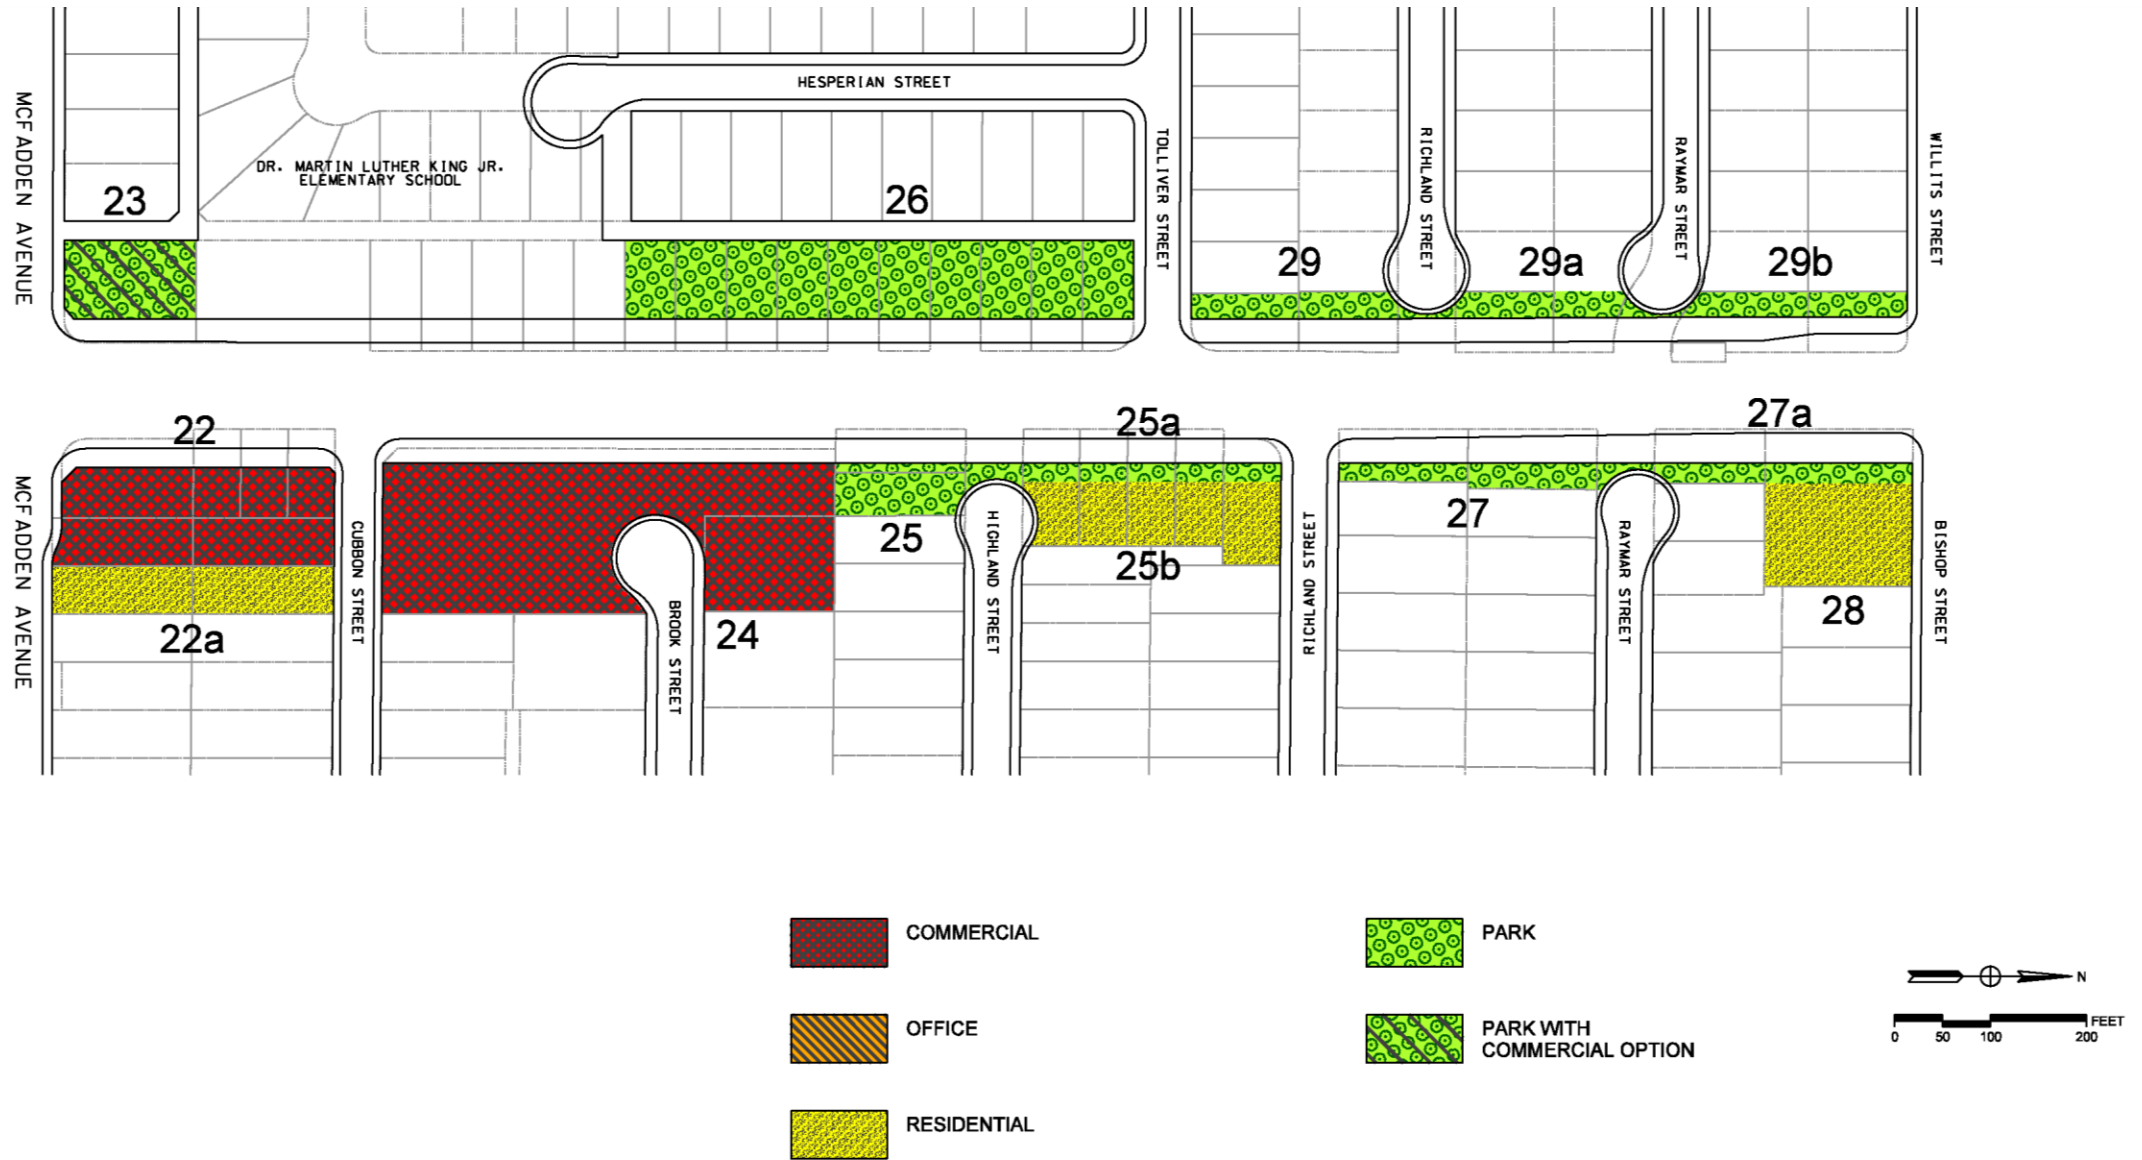 HESPERIAN STREET
MCFADDEN AVENUE
DR. MARTIN LUTHER KING JR.
ELEMENTARY SCHOOL
TOLLIVER STREET
RICHLAND STREET
RAYMAR STREET
WILLITS STREET
23
26
29
29a
29b
22
25a
27a
MCFADDEN AVENUE
CUBBON STREET
25
HIGHLAND STREET
25b
RICHLAND STREET
27
RAYMAR STREET
BISHOP STREET
22a
BROOK STREET
24
28
COMMERCIAL
PARK
OFFICE
PARK WITH
COMMERCIAL OPTION
RESIDENTIAL
N
FEET
0 50 100 200